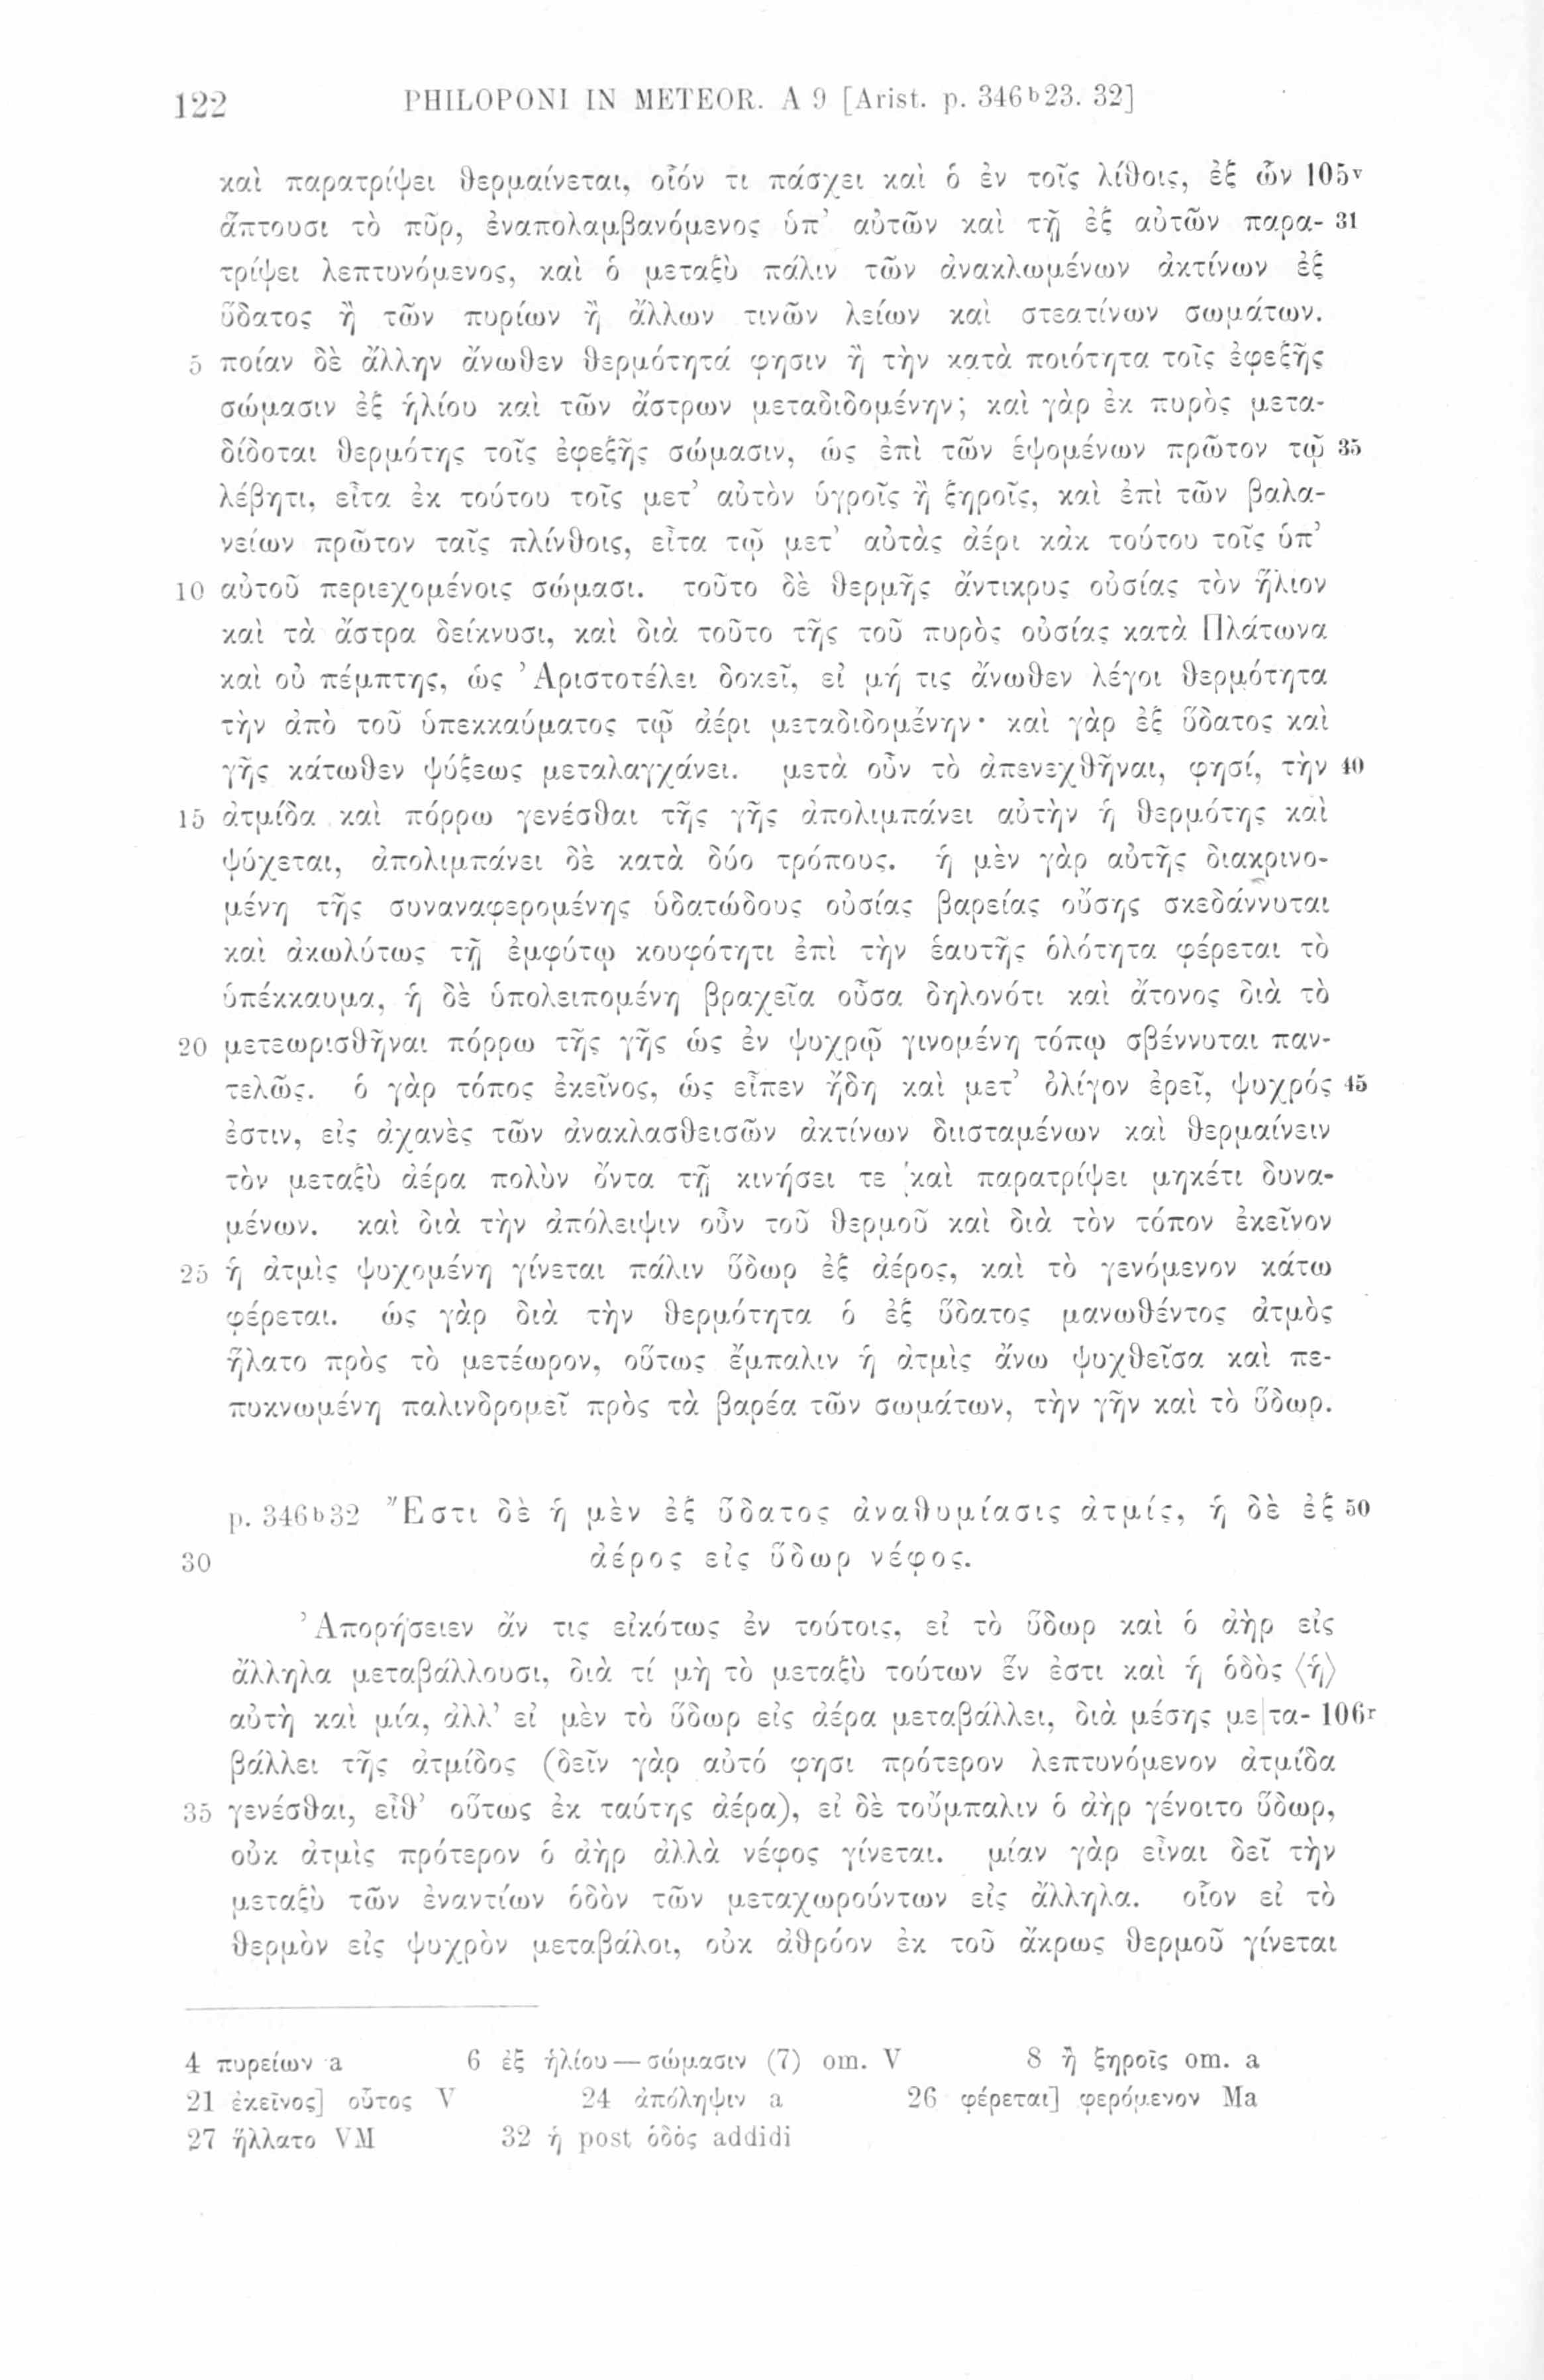 122 PHILOPONI IN METEOR. A 9 [Arist. p. 346ᵇ23. 32]
καὶ παρατρίψει θερμαίνεται, οἷόν τι πάσχει καὶ ὁ ἐν τοῖς λίθοις, ἐξ ὧν 105ᵛ
ἅπτουσι τὸ πῦρ, ἐναπολαμβανόμενος ὑπ’ αὐτῶν καὶ τῇ ἐξ αὐτῶν παρα- 31
τρίψει λεπτυνόμενος, καὶ ὁ μεταξὺ πάλιν τῶν ἀνακλωμένων ἀκτίνων ἐξ
ὕδατος ἢ τῶν πυρίων ἢ ἄλλων τινῶν λείων καὶ στεατίνων σωμάτων.
5 ποίαν δὲ ἄλλην ἄνωθεν θερμότητά φησιν ἢ τὴν κατὰ ποιότητα τοῖς ἐφεξῆς
σώμασιν ἐξ ἡλίου καὶ τῶν ἄστρων μεταδιδομένην; καὶ γὰρ ἐκ πυρὸς μετα-
δίδοται θερμότης τοῖς ἐφεξῆς σώμασιν, ὡς ἐπὶ τῶν ἑψομένων πρῶτον τῷ 35
λέβητι, εἶτα ἐκ τούτου τοῖς μετ’ αὐτὸν ὑγροῖς ἢ ξηροῖς, καὶ ἐπὶ τῶν βαλα-
νείων πρῶτον ταῖς πλίνθοις, εἶτα τῷ μετ’ αὐτὰς ἀέρι κἀκ τούτου τοῖς ὑπ’
10 αὐτοῦ περιεχομένοις σώμασι. τοῦτο δὲ θερμῆς ἄντικρυς οὐσίας τὸν ἥλιον
καὶ τὰ ἄστρα δείκνυσι, καὶ διὰ τοῦτο τῆς τοῦ πυρὸς οὐσίας κατὰ Πλάτωνα
καὶ οὐ πέμπτης, ὡς Ἀριστοτέλει δοκεῖ, εἰ μή τις ἄνωθεν λέγοι θερμότητα
τὴν ἀπὸ τοῦ ὑπεκκαύματος τῷ ἀέρι μεταδιδομένην· καὶ γὰρ ἐξ ὕδατος καὶ
γῆς κάτωθεν ψύξεως μεταλαγχάνει. μετὰ οὖν τὸ ἀπενεχθῆναι, φησί, τὴν 40
15 ἀτμίδα καὶ πόρρω γενέσθαι τῆς γῆς ἀπολιμπάνει αὐτὴν ἡ θερμότης καὶ
ψύχεται, ἀπολιμπάνει δὲ κατὰ δύο τρόπους. ἡ μὲν γὰρ αὐτῆς διακρινο-
μένη τῆς συναναφερομένης ὑδατώδους οὐσίας βαρείας οὔσης σκεδάννυται
καὶ ἀκωλύτως τῇ ἐμφύτῳ κουφότητι ἐπὶ τὴν ἑαυτῆς ὁλότητα φέρεται τὸ
ὑπέκκαυμα, ἡ δὲ ὑπολειπομένη βραχεῖα οὖσα δηλονότι καὶ ἄτονος διὰ τὸ
20 μετεωρισθῆναι πόρρω τῆς γῆς ὡς ἐν ψυχρῷ γινομένη τόπῳ σβέννυται παν-
τελῶς. ὁ γὰρ τόπος ἐκεῖνος, ὡς εἶπεν ἤδη καὶ μετ’ ὀλίγον ἐρεῖ, ψυχρός 45
ἐστιν, εἰς ἀχανὲς τῶν ἀνακλασθεισῶν ἀκτίνων διισταμένων καὶ θερμαίνειν
τὸν μεταξὺ ἀέρα πολὺν ὄντα τῇ κινήσει τε καὶ παρατρίψει μηκέτι δυνα-
μένων. καὶ διὰ τὴν ἀπόλειψιν οὖν τοῦ θερμοῦ καὶ διὰ τὸν τόπον ἐκεῖνον
25 ἡ ἀτμὶς ψυχομένη γίνεται πάλιν ὕδωρ ἐξ ἀέρος, καὶ τὸ γενόμενον κάτω
φέρεται. ὡς γὰρ διὰ τὴν θερμότητα ὁ ἐξ ὕδατος μανωθέντος ἀτμὸς
ἥλατο πρὸς τὸ μετέωρον, οὕτως ἔμπαλιν ἡ ἀτμὶς ἄνω ψυχθεῖσα καὶ πε-
πυκνωμένη παλινδρομεῖ πρὸς τὰ βαρέα τῶν σωμάτων, τὴν γῆν καὶ τὸ ὕδωρ.
p. 346ᵇ32 Ἔστι δὲ ἡ μὲν ἐξ ὕδατος ἀναθυμίασις ἀτμίς, ἡ δὲ ἐξ 50
30 ἀέρος εἰς ὕδωρ νέφος.
Ἀπορήσειεν ἄν τις εἰκότως ἐν τούτοις, εἰ τὸ ὕδωρ καὶ ὁ ἀὴρ εἰς
ἄλληλα μεταβάλλουσι, διὰ τί μὴ τὸ μεταξὺ τούτων ἕν ἐστι καὶ ἡ ὁδὸς ⟨ἡ⟩
αὐτὴ καὶ μία, ἀλλ’ εἰ μὲν τὸ ὕδωρ εἰς ἀέρα μεταβάλλει, διὰ μέσης με|τα- 106ʳ
βάλλει τῆς ἀτμίδος (δεῖν γὰρ αὐτό φησι πρότερον λεπτυνόμενον ἀτμίδα
35 γενέσθαι, εἶθ’ οὕτως ἐκ ταύτης ἀέρα), εἰ δὲ τοὔμπαλιν ὁ ἀὴρ γένοιτο ὕδωρ,
οὐκ ἀτμὶς πρότερον ὁ ἀὴρ ἀλλὰ νέφος γίνεται. μίαν γὰρ εἶναι δεῖ τὴν
μεταξὺ τῶν ἐναντίων ὁδὸν τῶν μεταχωρούντων εἰς ἄλληλα. οἷον εἰ τὸ
θερμὸν εἰς ψυχρὸν μεταβάλοι, οὐκ ἀθρόον ἐκ τοῦ ἄκρως θερμοῦ γίνεται
4 πυρείων a 6 ἐξ ἡλίου — σώμασιν (7) om. V 8 ἢ ξηροῖς om. a
21 ἐκεῖνος] οὗτος V 24 ἀπόληψιν a 26 φέρεται] φερόμενον Ma
27 ἥλλατο VM 32 ἡ post ὁδὸς addidi